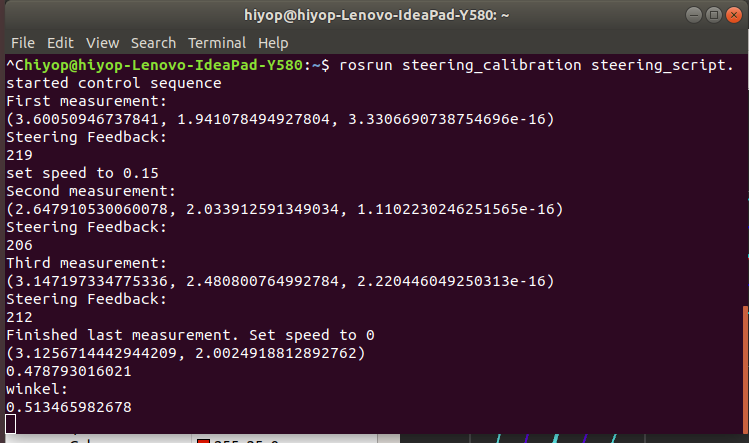 hiyop@hiyop-Lenovo-IdeaPad-Y580: ~
File Edit View Search Terminal Help
^Chiyop@hiyop-Lenovo-IdeaPad-Y580:~$ rosrun steering_calibration steering_script.
started control sequence
First measurement:
(3.60050946737841, 1.941078494927804, 3.3306690738754696e-16)
Steering Feedback:
219
set speed to 0.15
Second measurement:
(2.647910530060078, 2.033912591349034, 1.1102230246251565e-16)
Steering Feedback:
206
Third measurement:
(3.147197334775336, 2.480800764992784, 2.220446049250313e-16)
Steering Feedback:
212
Finished last measurement. Set speed to 0
(3.1256714442944209, 2.0024918812892762)
0.478793016021
winkel:
0.513465982678